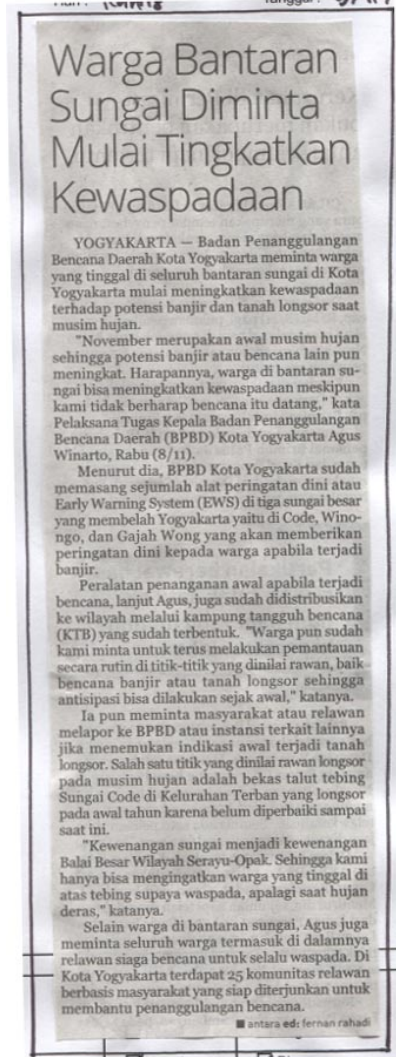 Warga Bantaran
Sungai Diminta
Mulai Tingkatkan
Kewaspadaan
YOGYAKARTA — Badan Penanggulangan
Bencana Daerah Kota Yogyakarta meminta warga
yang tinggal di seluruh bantaran sungai di Kota
Yogyakarta mulai meningkatkan kewaspadaan
terhadap potensi banjir dan tanah longsor saat
musim hujan.
"November merupakan awal musim hujan
sehingga potensi banjir atau bencana lain pun
meningkat. Harapannya, warga di bantaran su-
ngai bisa meningkatkan kewaspadaan meskipun
kami tidak berharap bencana itu datang," kata
Pelaksana Tugas Kepala Badan Penanggulangan
Bencana Daerah (BPBD) Kota Yogyakarta Agus
Winarto, Rabu (8/11).
Menurut dia, BPBD Kota Yogyakarta sudah
memasang sejumlah alat peringatan dini atau
Early Warning System (EWS) di tiga sungai besar
yang membelah Yogyakarta yaitu di Code, Wino-
ngo, dan Gajah Wong yang akan memberikan
peringatan dini kepada warga apabila terjadi
banjir.
Peralatan penanganan awal apabila terjadi
bencana, lanjut Agus, juga sudah didistribusikan
ke wilayah melalui kampung tangguh bencana
(KTB) yang sudah terbentuk. "Warga pun sudah
kami minta untuk terus melakukan pemantauan
secara rutin di titik-titik yang dinilai rawan, baik
bencana banjir atau tanah longsor sehingga
antisipasi bisa dilakukan sejak awal," katanya.
Ia pun meminta masyarakat atau relawan
melapor ke BPBD atau instansi terkait lainnya
jika menemukan indikasi awal terjadi tanah
longsor. Salah satu titik yang dinilai rawan longsor
pada musim hujan adalah bekas talut tebing
Sungai Code di Kelurahan Terban yang longsor
pada awal tahun karena belum diperbaiki sampai
saat ini.
"Kewenangan sungai menjadi kewenangan
Balai Besar Wilayah Serayu-Opak. Sehingga kami
hanya bisa mengingatkan warga yang tinggal di
atas tebing supaya waspada, apalagi saat hujan
deras," katanya.
Selain warga di bantaran sungai, Agus juga
meminta seluruh warga termasuk di dalamnya
relawan siaga bencana untuk selalu waspada. Di
Kota Yogyakarta terdapat 25 komunitas relawan
berbasis masyarakat yang siap diterjunkan untuk
membantu penanggulangan bencana.
■ antara ed: fernan rahadi